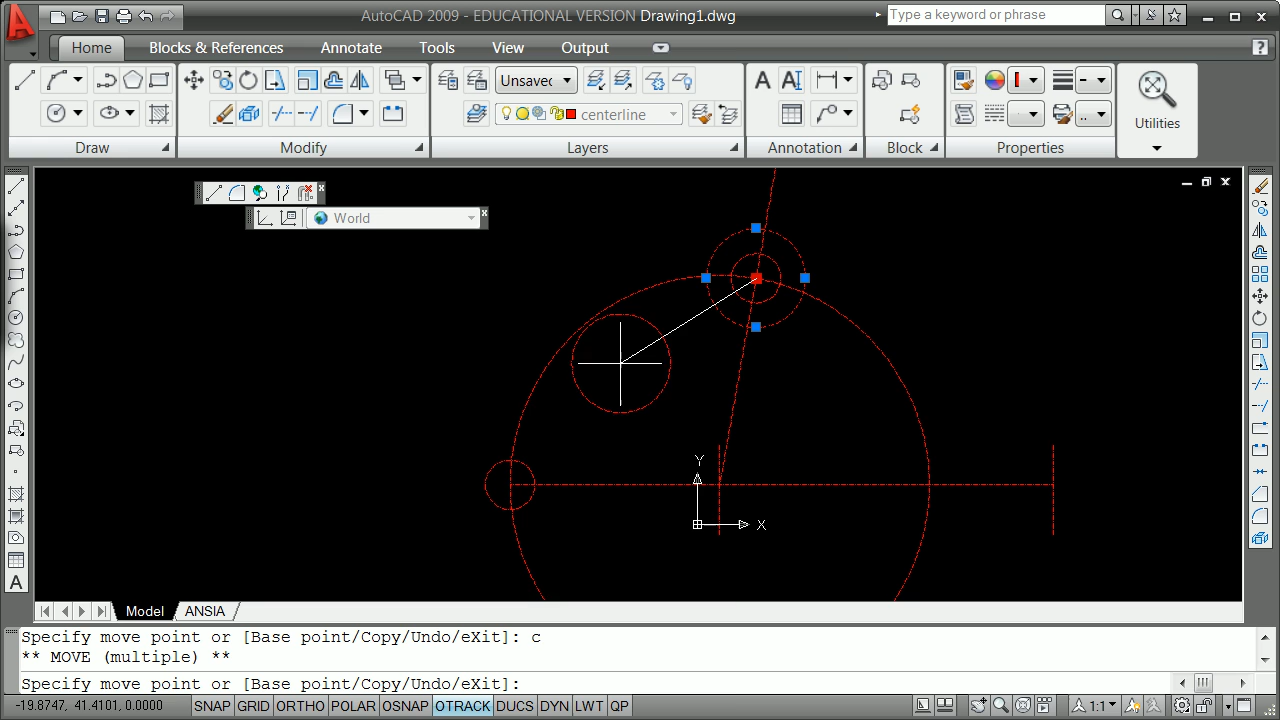 AutoCAD 2009 - EDUCATIONAL VERSION Drawing1.dwg
Type a keyword or phrase
Home Blocks & References Annotate Tools View Output
Unsaved
centerline
Utilities
Draw Modify Layers Annotation Block Properties
World
Y
X
Model ANSIA
Specify move point or [Base point/Copy/Undo/eXit]: c
** MOVE (multiple) **
Specify move point or [Base point/Copy/Undo/eXit]:
-19.8747, 41.4101, 0.0000 SNAP GRID ORTHO POLAR OSNAP OTRACK DUCS DYN LWT QP 1:1